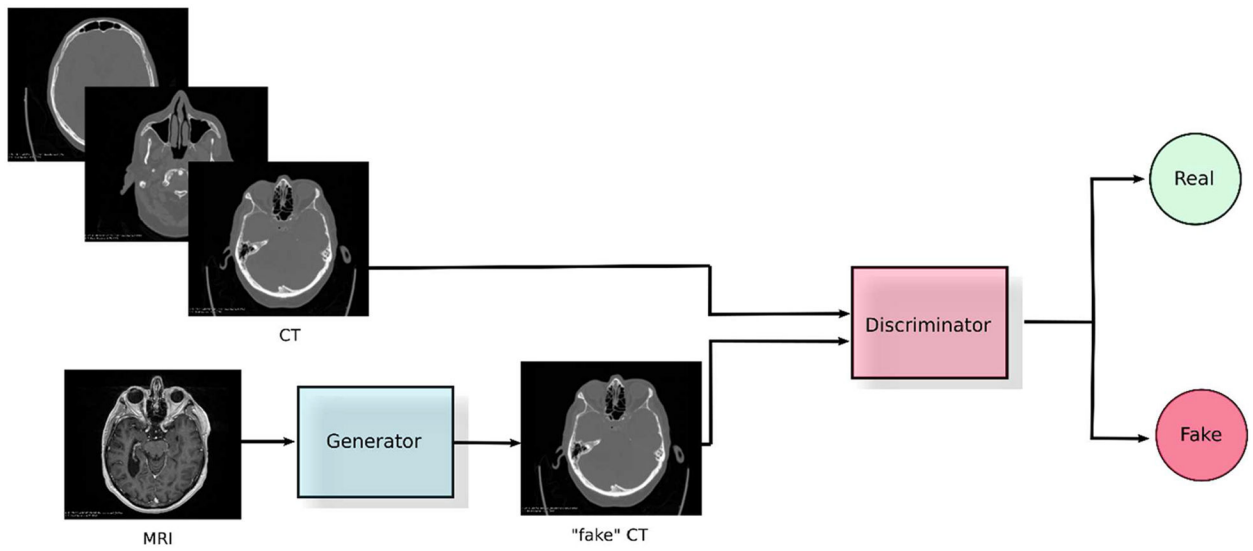 CT
MRI
Generator
"fake" CT
Discriminator
Real
Fake